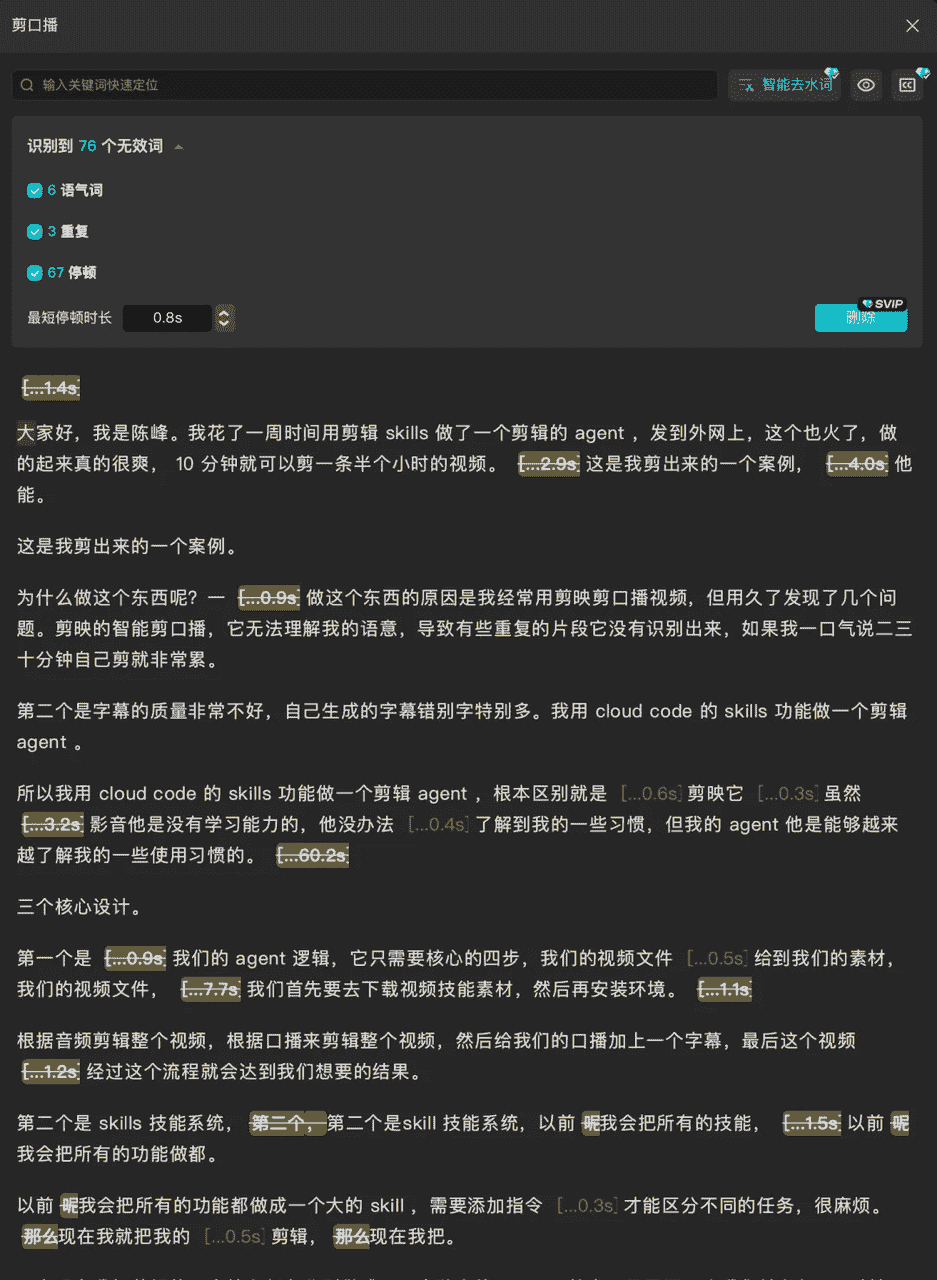 剪口播
输入关键词快速定位
智能去水词
识别到 76 个无效词
6 语气词
3 重复
67 停顿
最短停顿时长 0.8s
SVIP
删除
[...1.4s]
大家好，我是陈峰。我花了一周时间用剪辑 skills 做了一个剪辑的 agent ，发到外网上，这个也火了，做
的起来真的很爽， 10 分钟就可以剪一条半个小时的视频。 [...2.9s] 这是我剪出来的一个案例， [...4.0s] 他
能。
这是我剪出来的一个案例。
为什么做这个东西呢？一 [...0.9s] 做这个东西的原因是我经常用剪映剪口播视频，但用久了发现了几个问
题。剪映的智能剪口播，它无法理解我的语意，导致有些重复的片段它没有识别出来，如果我一口气说二三
十分钟自己剪就非常累。
第二个是字幕的质量非常不好，自己生成的字幕错别字特别多。我用 cloud code 的 skills 功能做一个剪辑
agent 。
所以我用 cloud code 的 skills 功能做一个剪辑 agent ，根本区别就是 [...0.6s] 剪映它 [...0.3s] 虽然
[...3.2s] 影音他是没有学习能力的，他没办法 [...0.4s] 了解到我的一些习惯，但我的 agent 他是能够越来
越了解我的一些使用习惯的。 [...60.2s]
三个核心设计。
第一个是 [...0.9s] 我们的 agent 逻辑，它只需要核心的四步，我们的视频文件 [...0.5s] 给到我们的素材，
我们的视频文件， [...7.7s] 我们首先要去下载视频技能素材，然后再安装环境。 [...1.1s]
根据音频剪辑整个视频，根据口播来剪辑整个视频，然后给我们的口播加上一个字幕，最后这个视频
[...1.2s] 经过这个流程就会达到我们想要的结果。
第二个是 skills 技能系统， 第二个，第二个是skill 技能系统，以前 呢我会把所有的技能， [...1.5s] 以前 呢
我会把所有的功能做都。
以前 呢我会把所有的功能都做成一个大的 skill ，需要添加指令 [...0.3s] 才能区分不同的任务，很麻烦。
那么现在我就把我的 [...0.5s] 剪辑， 那么现在我把。